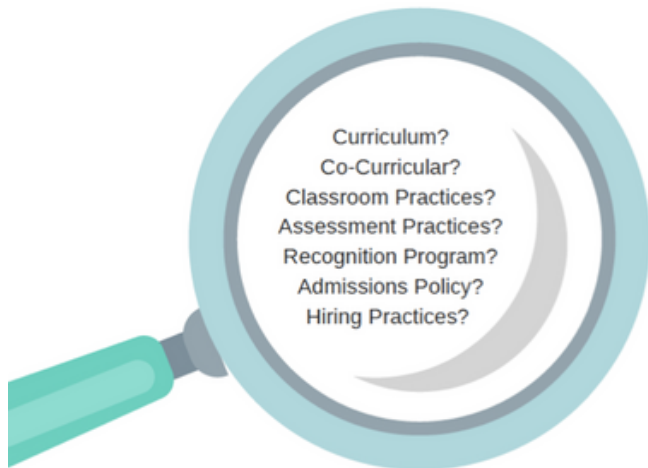 Curriculum?
Co-Curricular?
Classroom Practices?
Assessment Practices?
Recognition Program?
Admissions Policy?
Hiring Practices?